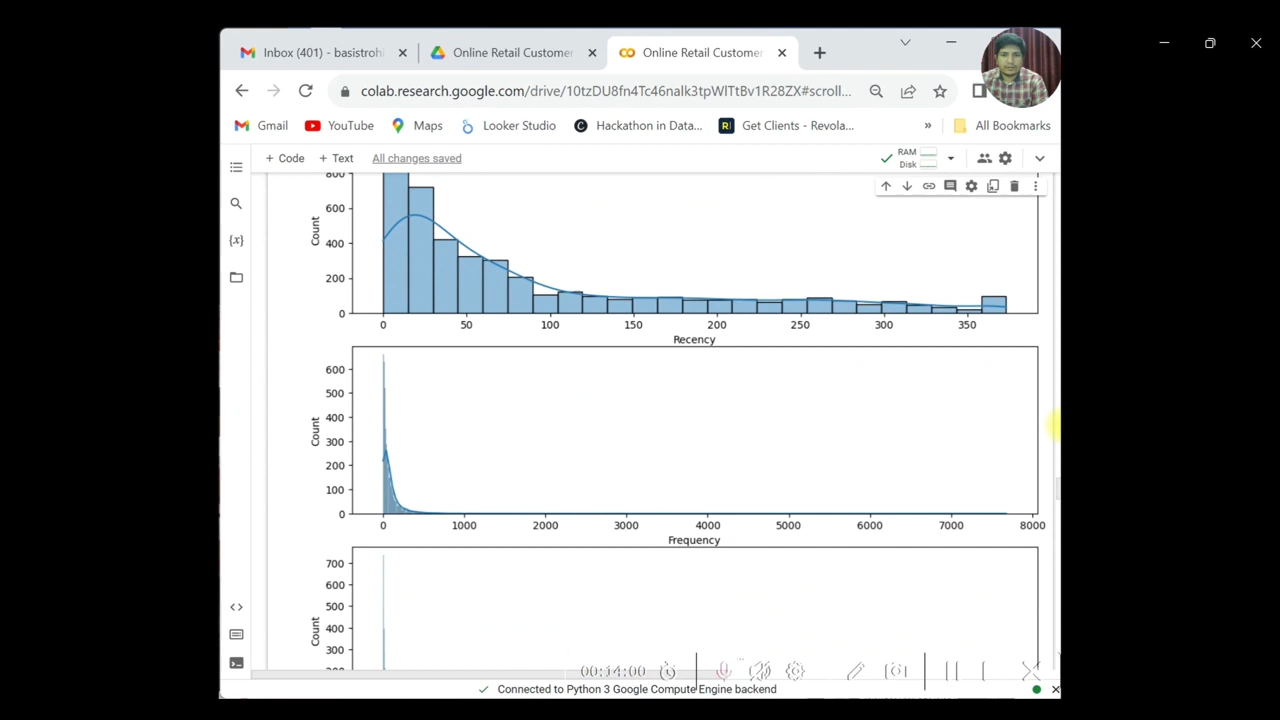 Inbox (401) - basistrohi
Online Retail Customer
Online Retail Customer
colab.research.google.com/drive/10tzDU8fn4Tc46nalk3tpWlTtBv1R28ZX#scroll...
Gmail
YouTube
Maps
Looker Studio
Hackathon in Data...
Get Clients - Revola...
»
All Bookmarks
+ Code
+ Text
All changes saved
RAM
Disk
{x}
Count
800
600
400
200
0
0 50 100 150 200 250 300 350
Recency
Count
600
500
400
300
200
100
0
0 1000 2000 3000 4000 5000 6000 7000 8000
Frequency
Count
700
600
500
400
300
00:14:00
Connected to Python 3 Google Compute Engine backend